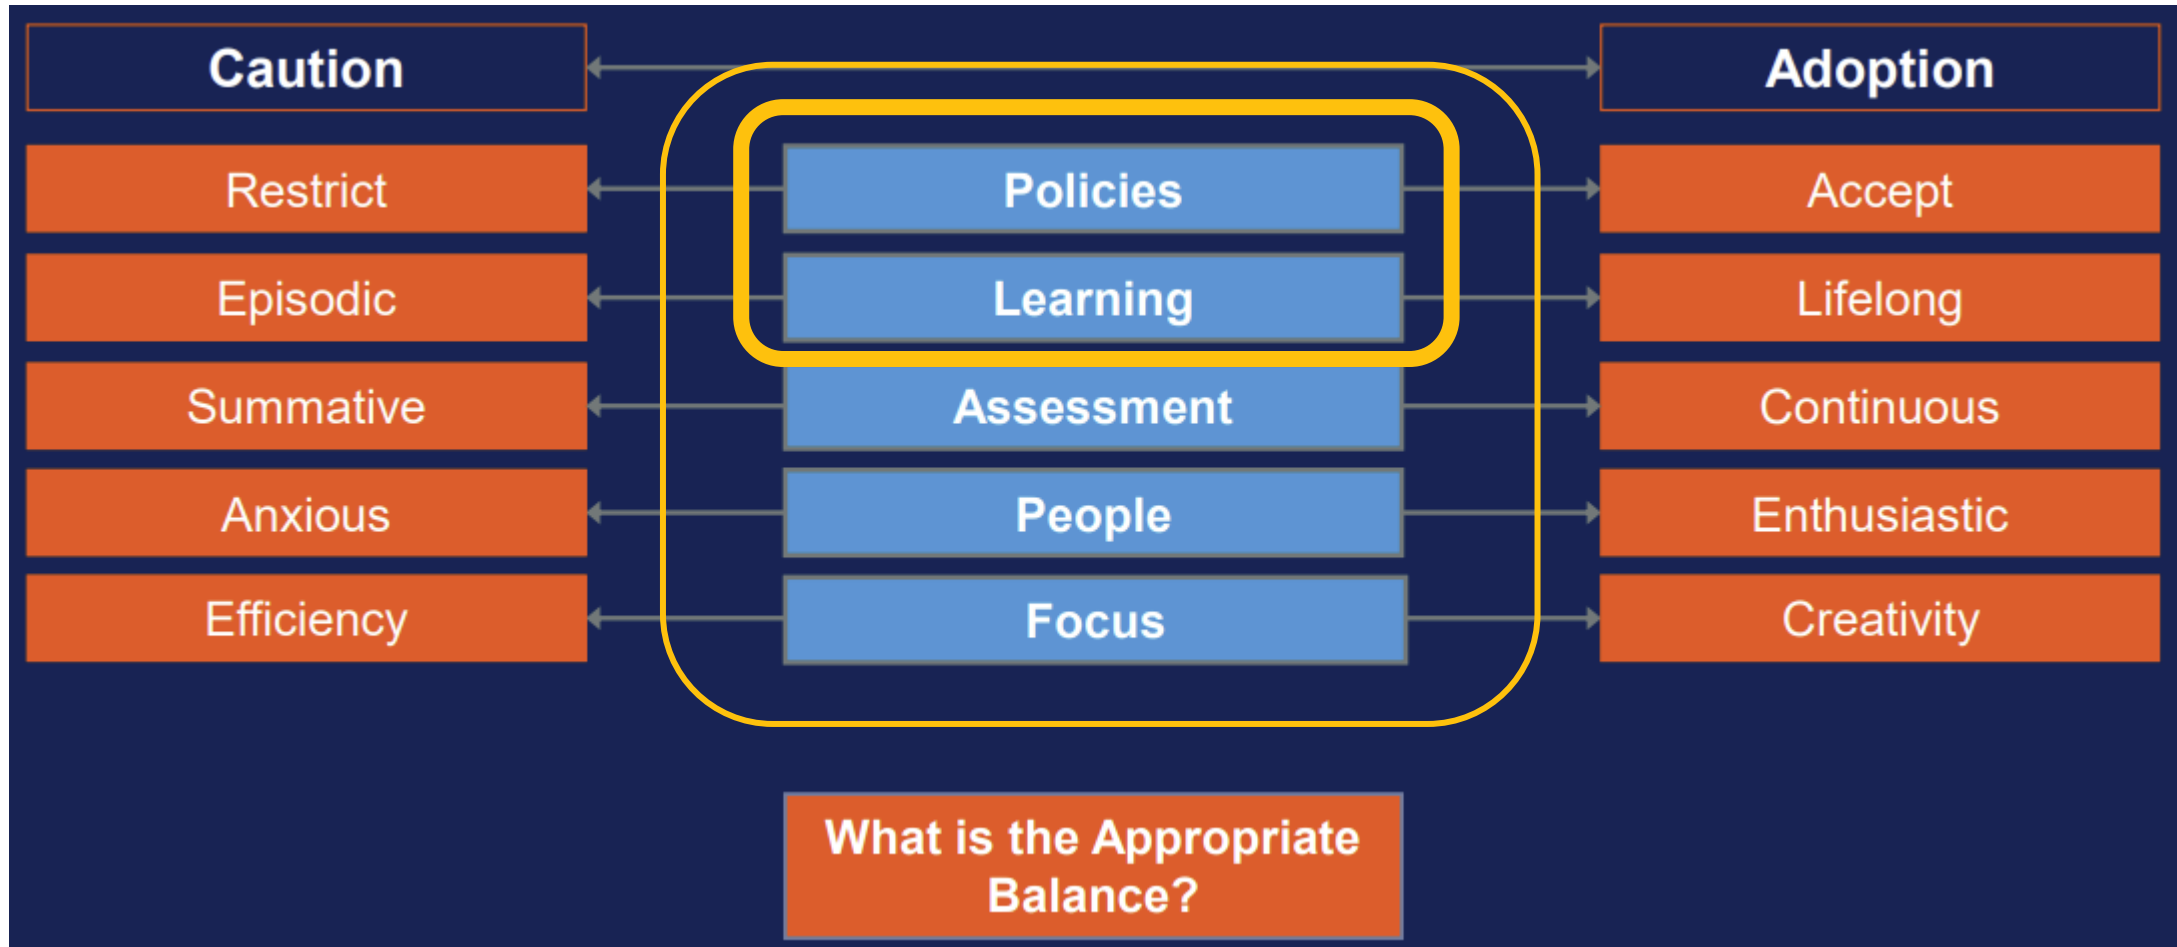 Caution
Adoption
Restrict
Policies
Accept
Episodic
Learning
Lifelong
Summative
Assessment
Continuous
Anxious
People
Enthusiastic
Efficiency
Focus
Creativity
What is the Appropriate
Balance?